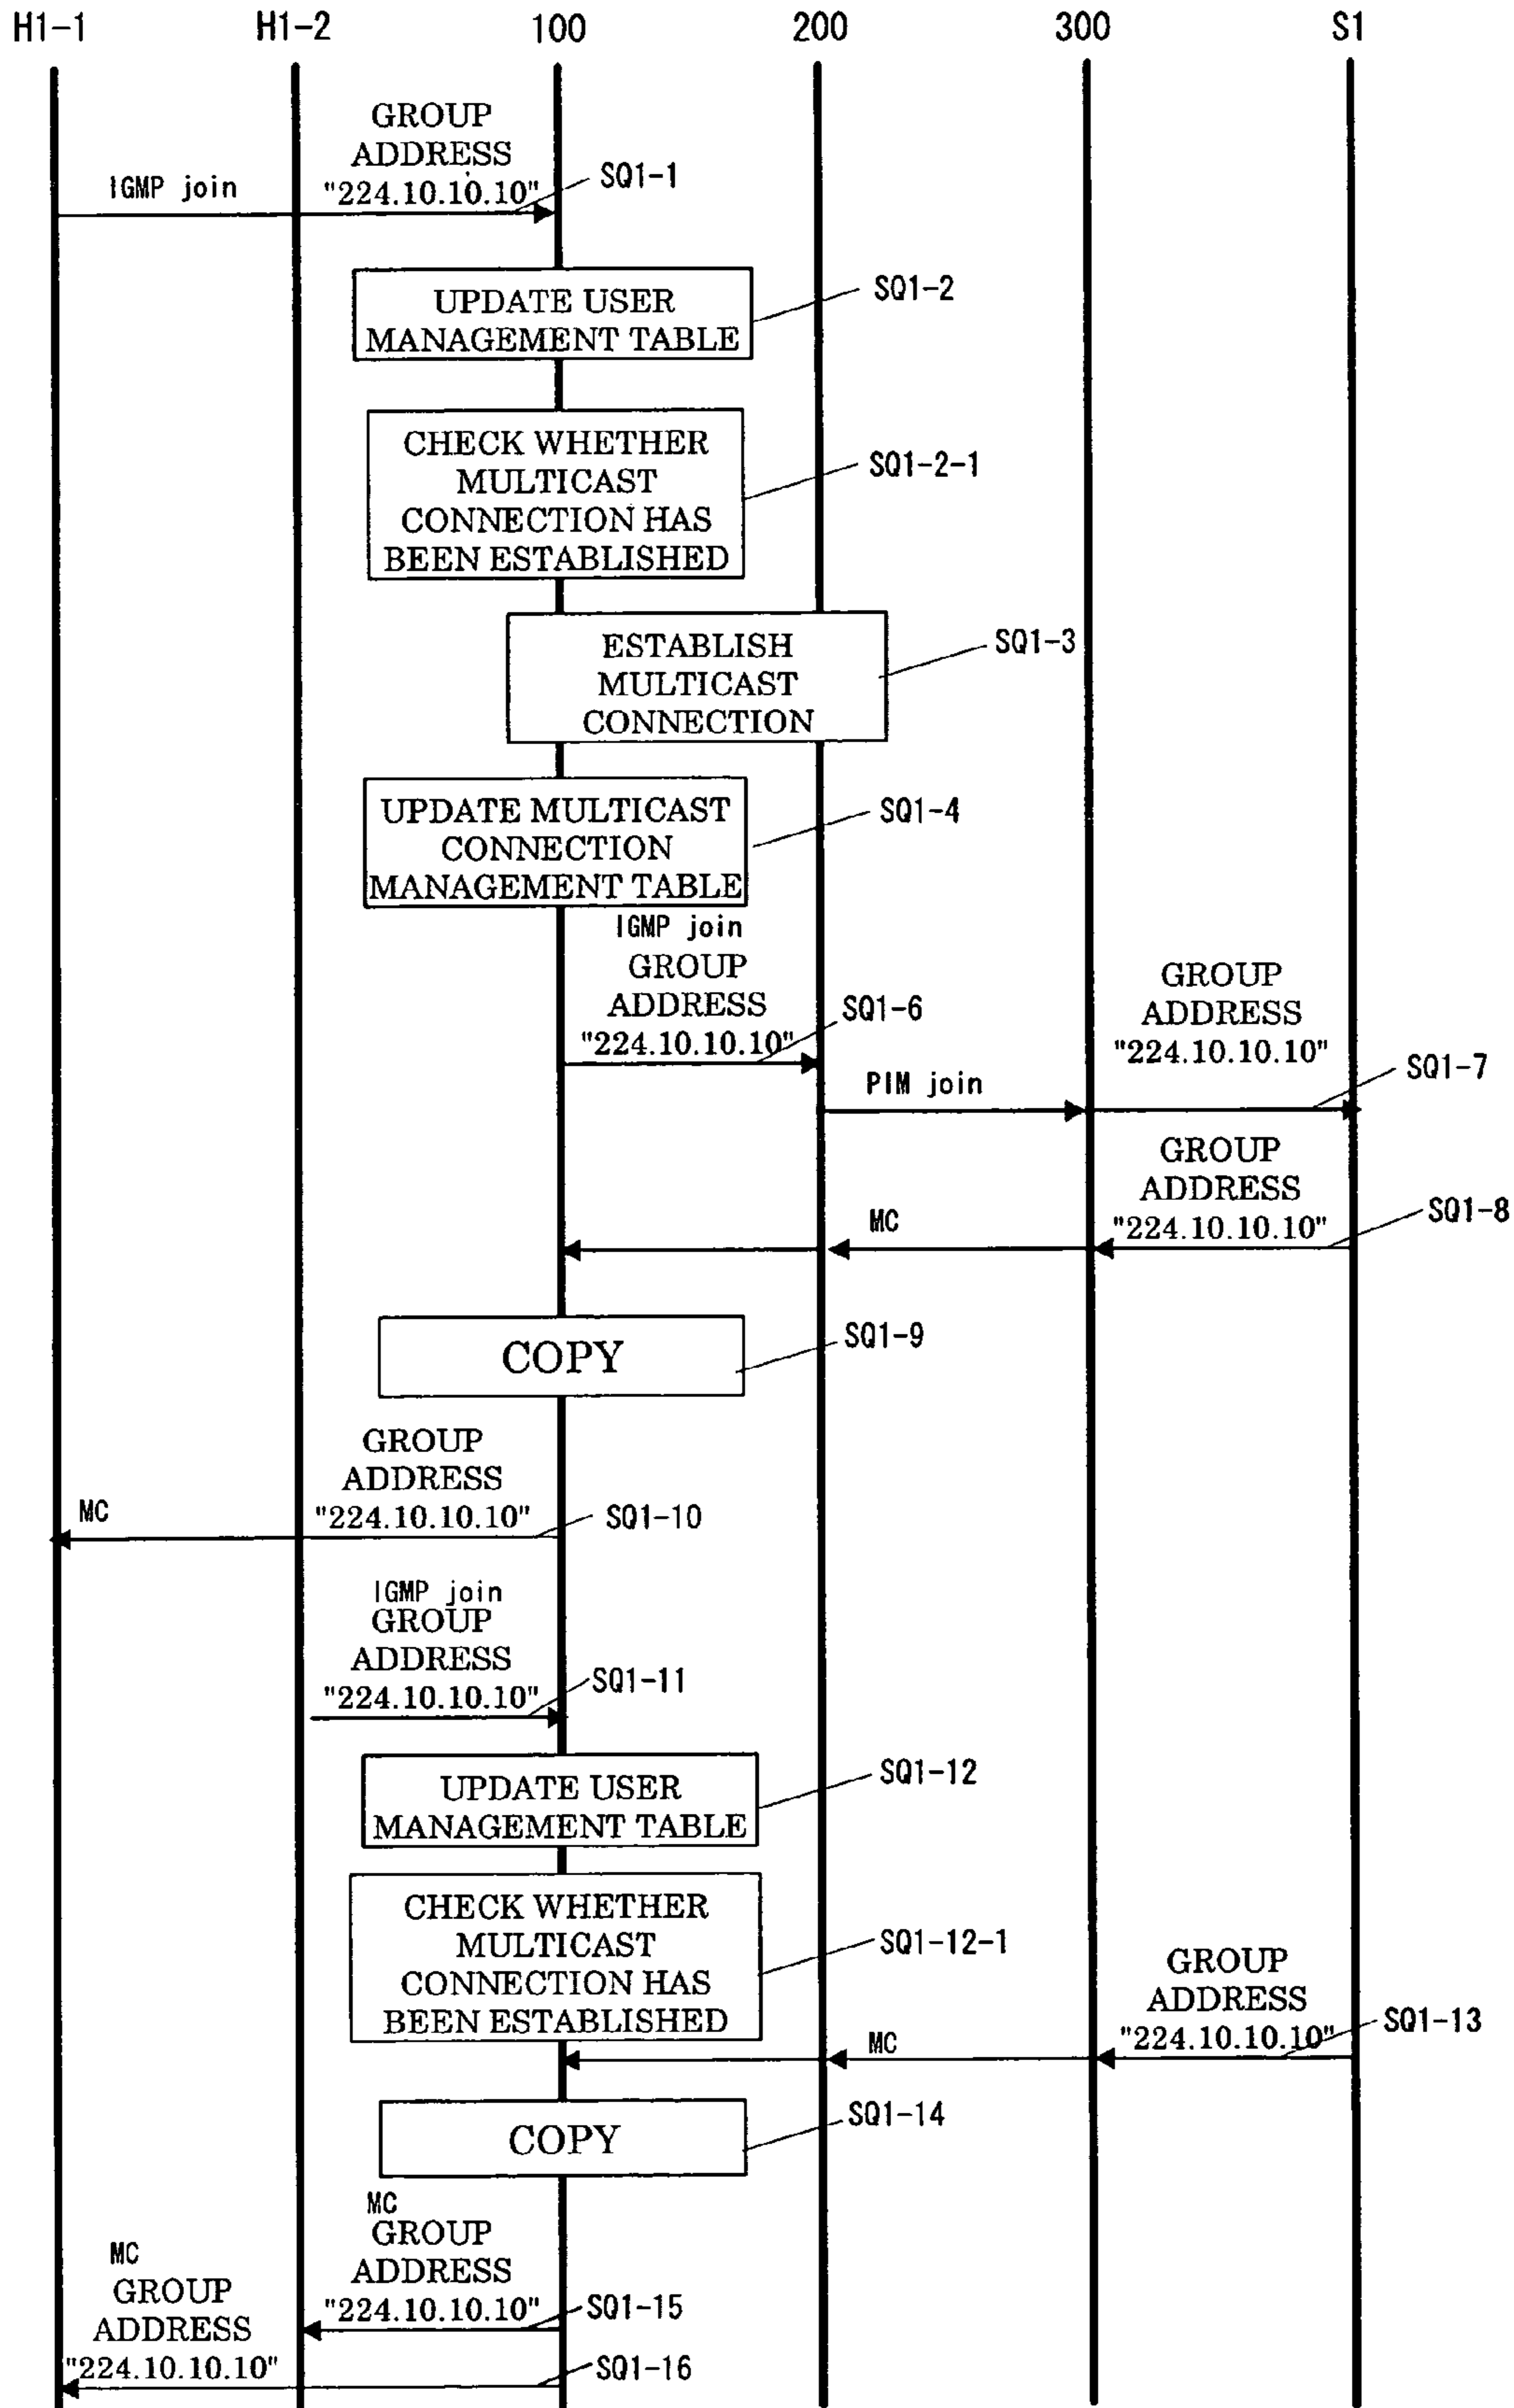 H1-1 H1-2 100 200 300 S1
GROUP
ADDRESS
IGMP join "224.10.10.10" SQ1-1
UPDATE USER
MANAGEMENT TABLE
SQ1-2
CHECK WHETHER
MULTICAST
CONNECTION HAS
BEEN ESTABLISHED
SQ1-2-1
ESTABLISH
MULTICAST
CONNECTION
SQ1-3
UPDATE MULTICAST
CONNECTION
MANAGEMENT TABLE
SQ1-4
IGMP join
GROUP
ADDRESS
"224.10.10.10"
SQ1-6
PIM join
GROUP
ADDRESS
"224.10.10.10"
SQ1-7
MC
GROUP
ADDRESS
"224.10.10.10"
SQ1-8
COPY
SQ1-9
MC
GROUP
ADDRESS
"224.10.10.10"
SQ1-10
IGMP join
GROUP
ADDRESS
"224.10.10.10"
SQ1-11
UPDATE USER
MANAGEMENT TABLE
SQ1-12
CHECK WHETHER
MULTICAST
CONNECTION HAS
BEEN ESTABLISHED
SQ1-12-1
MC
GROUP
ADDRESS
"224.10.10.10"
SQ1-13
COPY
SQ1-14
MC
GROUP
ADDRESS
"224.10.10.10"
SQ1-15
MC
GROUP
ADDRESS
"224.10.10.10"
SQ1-16